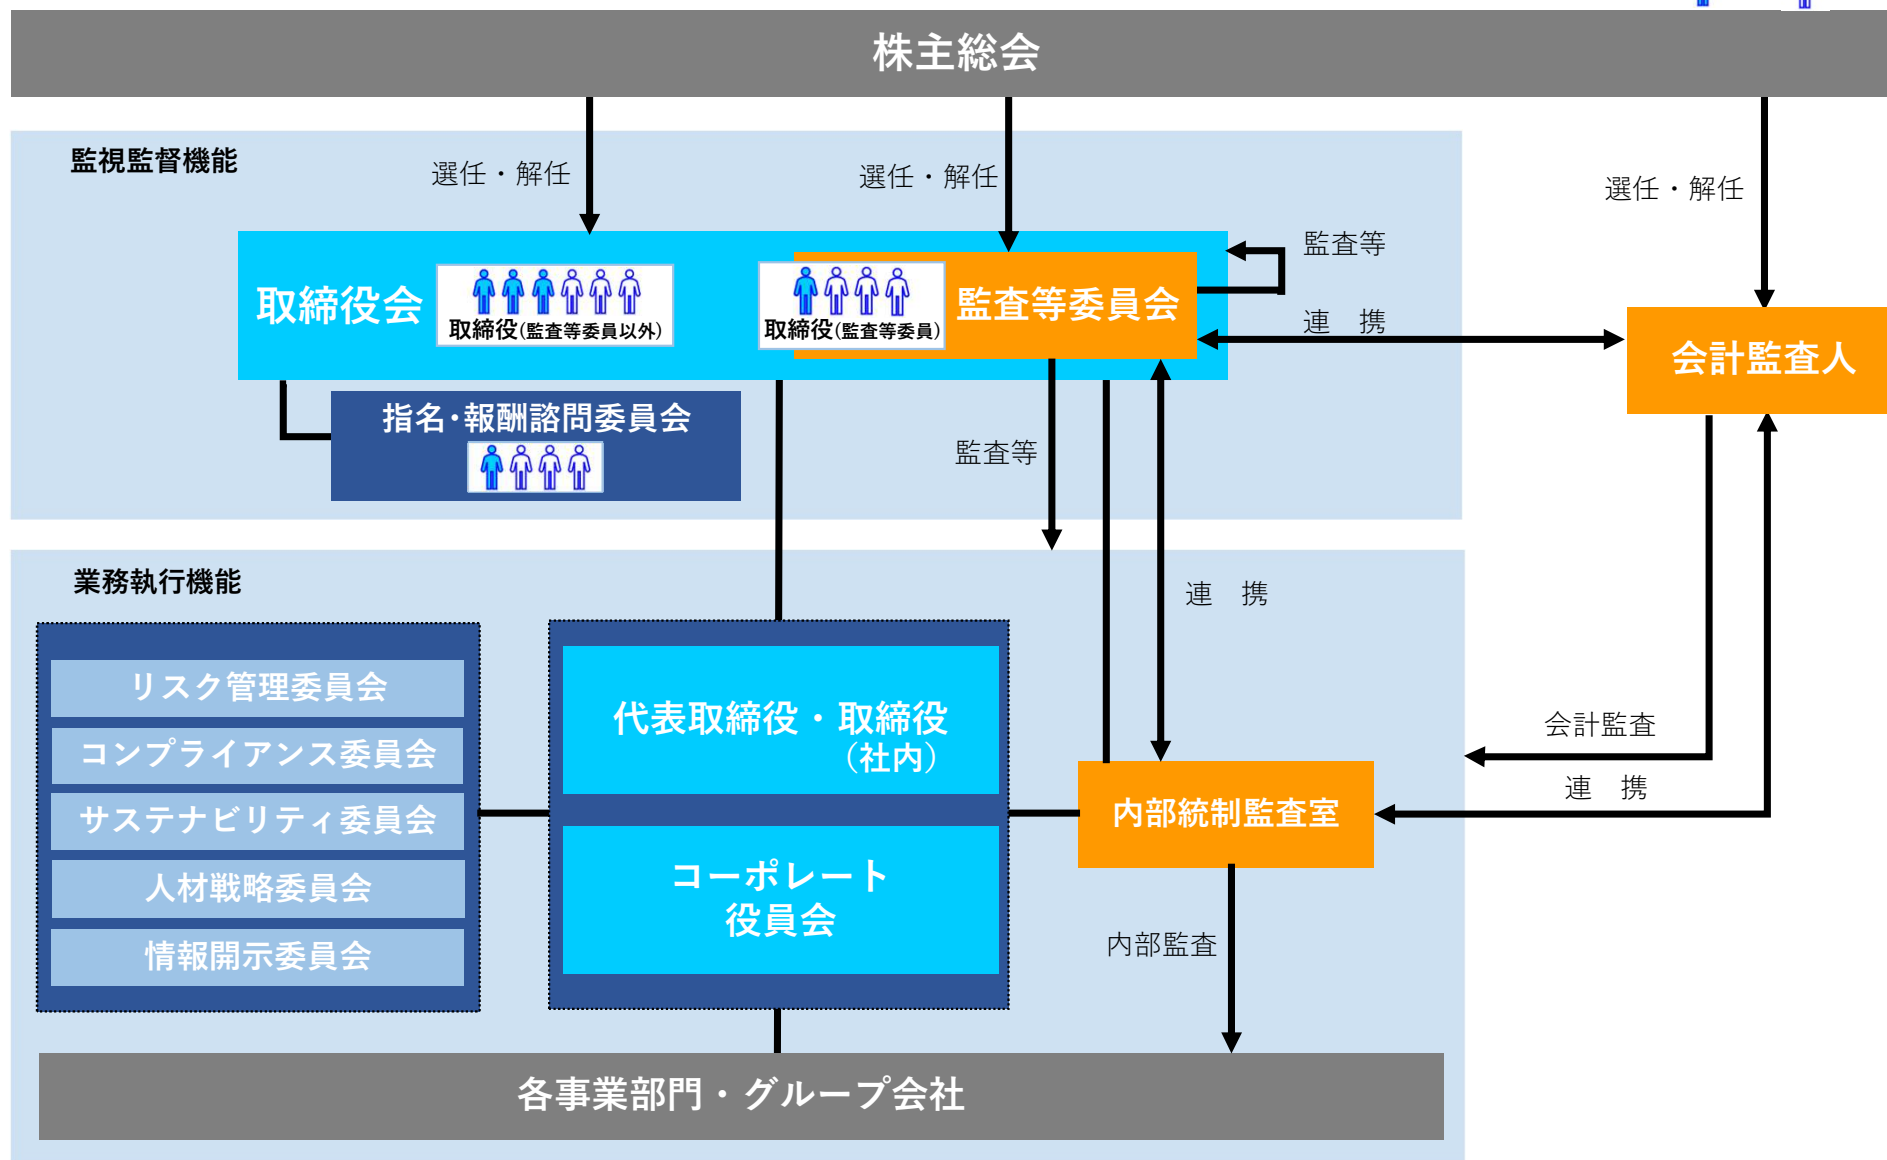 株主総会
監視監督機能
選任・解任
選任・解任
選任・解任
監査等
取締役会
取締役(監査等委員以外)
取締役(監査等委員)
監査等委員会
連　携
会計監査人
指名・報酬諮問委員会
監査等
業務執行機能
連　携
リスク管理委員会
コンプライアンス委員会
サステナビリティ委員会
人材戦略委員会
情報開示委員会
代表取締役・取締役
（社内）
コーポレート
役員会
会計監査
連　携
内部統制監査室
内部監査
各事業部門・グループ会社